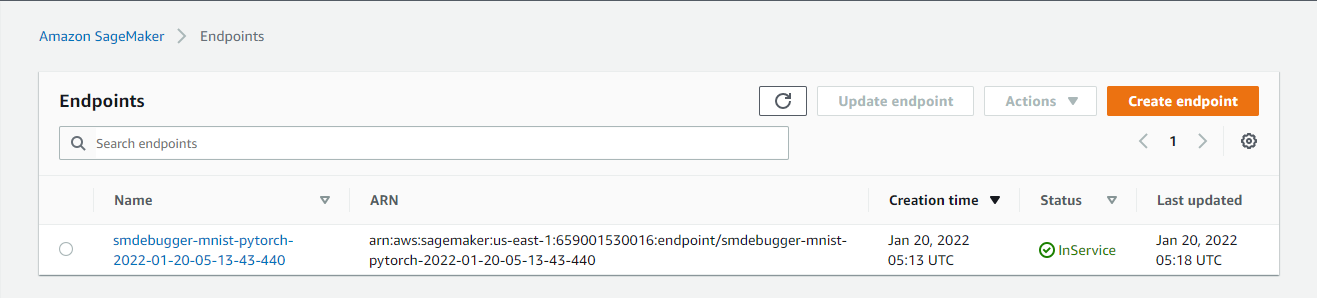 Amazon SageMaker > Endpoints
Endpoints
Update endpoint
Actions
Create endpoint
Search endpoints
1
Name
ARN
Creation time
Status
Last updated
smdebugger-mnist-pytorch-
2022-01-20-05-13-43-440
arn:aws:sagemaker:us-east-1:659001530016:endpoint/smdebugger-mnist-
pytorch-2022-01-20-05-13-43-440
Jan 20, 2022
05:13 UTC
InService
Jan 20, 2022
05:18 UTC